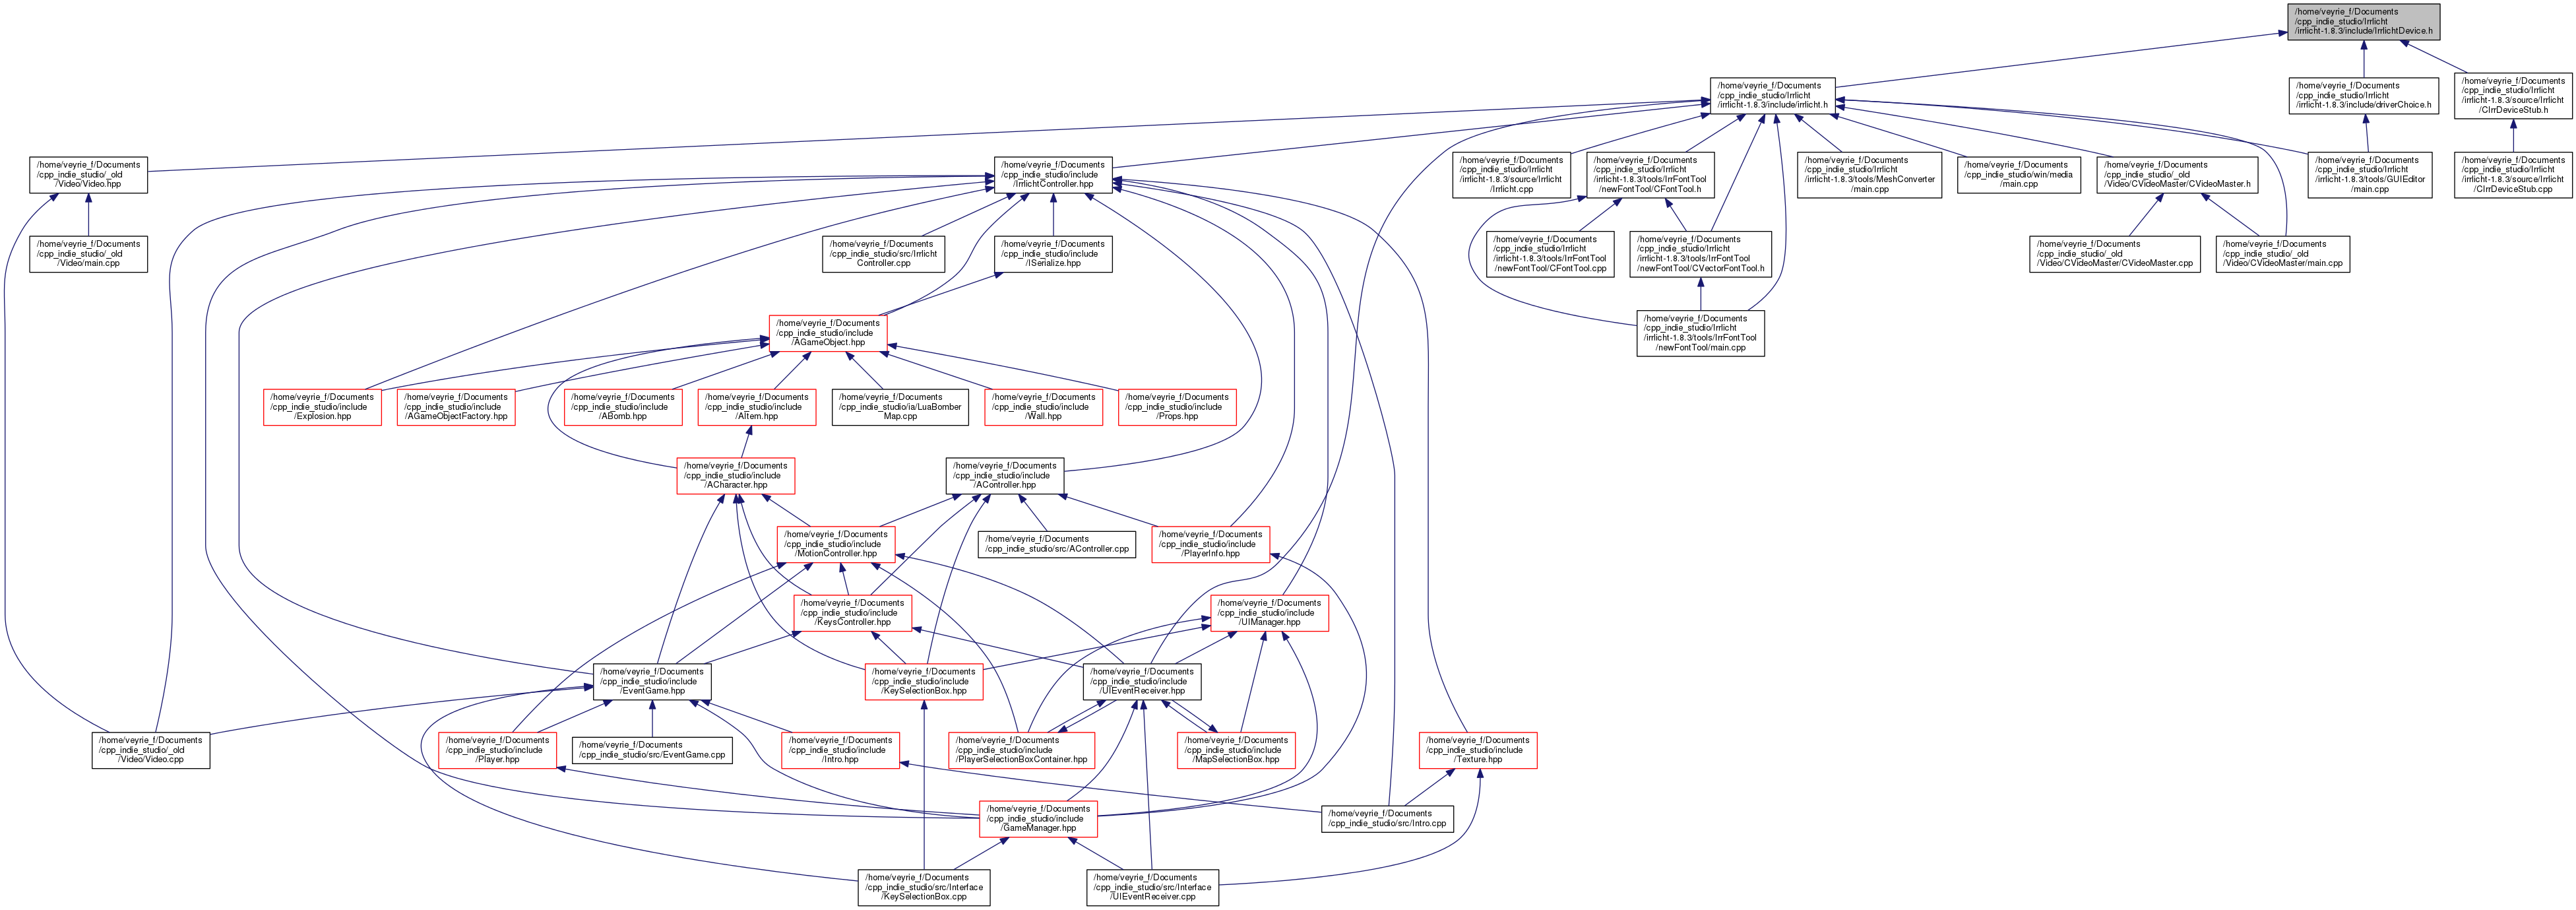 /home/veyrie_f/Documents
/cpp_indie_studio/Irrlicht
/irrlicht-1.8.3/include/IrrlichtDevice.h
/home/veyrie_f/Documents
/cpp_indie_studio/Irrlicht
/irrlicht-1.8.3/include/irrlicht.h
/home/veyrie_f/Documents
/cpp_indie_studio/Irrlicht
/irrlicht-1.8.3/include/driverChoice.h
/home/veyrie_f/Documents
/cpp_indie_studio/Irrlicht
/irrlicht-1.8.3/source/Irrlicht
/CIrrDeviceStub.h
/home/veyrie_f/Documents
/cpp_indie_studio/_old
/Video/Video.hpp
/home/veyrie_f/Documents
/cpp_indie_studio/include
/IrrlichtController.hpp
/home/veyrie_f/Documents
/cpp_indie_studio/Irrlicht
/irrlicht-1.8.3/source/Irrlicht
/Irrlicht.cpp
/home/veyrie_f/Documents
/cpp_indie_studio/Irrlicht
/irrlicht-1.8.3/tools/IrrFontTool
/newFontTool/CFontTool.h
/home/veyrie_f/Documents
/cpp_indie_studio/Irrlicht
/irrlicht-1.8.3/tools/MeshConverter
/main.cpp
/home/veyrie_f/Documents
/cpp_indie_studio/win/media
/main.cpp
/home/veyrie_f/Documents
/cpp_indie_studio/_old
/Video/CVideoMaster/CVideoMaster.h
/home/veyrie_f/Documents
/cpp_indie_studio/Irrlicht
/irrlicht-1.8.3/tools/GUIEditor
/main.cpp
/home/veyrie_f/Documents
/cpp_indie_studio/Irrlicht
/irrlicht-1.8.3/source/Irrlicht
/CIrrDeviceStub.cpp
/home/veyrie_f/Documents
/cpp_indie_studio/_old
/Video/main.cpp
/home/veyrie_f/Documents
/cpp_indie_studio/src/Irrlicht
Controller.cpp
/home/veyrie_f/Documents
/cpp_indie_studio/include
/ISerialize.hpp
/home/veyrie_f/Documents
/cpp_indie_studio/Irrlicht
/irrlicht-1.8.3/tools/IrrFontTool
/newFontTool/CFontTool.cpp
/home/veyrie_f/Documents
/cpp_indie_studio/Irrlicht
/irrlicht-1.8.3/tools/IrrFontTool
/newFontTool/CVectorFontTool.h
/home/veyrie_f/Documents
/cpp_indie_studio/_old
/Video/CVideoMaster/CVideoMaster.cpp
/home/veyrie_f/Documents
/cpp_indie_studio/_old
/Video/CVideoMaster/main.cpp
/home/veyrie_f/Documents
/cpp_indie_studio/include
/AGameObject.hpp
/home/veyrie_f/Documents
/cpp_indie_studio/Irrlicht
/irrlicht-1.8.3/tools/IrrFontTool
/newFontTool/main.cpp
/home/veyrie_f/Documents
/cpp_indie_studio/include
/Explosion.hpp
/home/veyrie_f/Documents
/cpp_indie_studio/include
/AGameObjectFactory.hpp
/home/veyrie_f/Documents
/cpp_indie_studio/include
/ABomb.hpp
/home/veyrie_f/Documents
/cpp_indie_studio/include
/AItem.hpp
/home/veyrie_f/Documents
/cpp_indie_studio/ia/LuaBomber
Map.cpp
/home/veyrie_f/Documents
/cpp_indie_studio/include
/Wall.hpp
/home/veyrie_f/Documents
/cpp_indie_studio/include
/Props.hpp
/home/veyrie_f/Documents
/cpp_indie_studio/include
/ACharacter.hpp
/home/veyrie_f/Documents
/cpp_indie_studio/include
/AController.hpp
/home/veyrie_f/Documents
/cpp_indie_studio/include
/MotionController.hpp
/home/veyrie_f/Documents
/cpp_indie_studio/src/AController.cpp
/home/veyrie_f/Documents
/cpp_indie_studio/include
/PlayerInfo.hpp
/home/veyrie_f/Documents
/cpp_indie_studio/include
/KeysController.hpp
/home/veyrie_f/Documents
/cpp_indie_studio/include
/UIManager.hpp
/home/veyrie_f/Documents
/cpp_indie_studio/include
/EventGame.hpp
/home/veyrie_f/Documents
/cpp_indie_studio/include
/KeySelectionBox.hpp
/home/veyrie_f/Documents
/cpp_indie_studio/include
/UIEventReceiver.hpp
/home/veyrie_f/Documents
/cpp_indie_studio/_old
/Video/Video.cpp
/home/veyrie_f/Documents
/cpp_indie_studio/include
/Player.hpp
/home/veyrie_f/Documents
/cpp_indie_studio/src/EventGame.cpp
/home/veyrie_f/Documents
/cpp_indie_studio/include
/Intro.hpp
/home/veyrie_f/Documents
/cpp_indie_studio/include
/PlayerSelectionBoxContainer.hpp
/home/veyrie_f/Documents
/cpp_indie_studio/include
/MapSelectionBox.hpp
/home/veyrie_f/Documents
/cpp_indie_studio/include
/Texture.hpp
/home/veyrie_f/Documents
/cpp_indie_studio/include
/GameManager.hpp
/home/veyrie_f/Documents
/cpp_indie_studio/src/Intro.cpp
/home/veyrie_f/Documents
/cpp_indie_studio/src/Interface
/KeySelectionBox.cpp
/home/veyrie_f/Documents
/cpp_indie_studio/src/Interface
/UIEventReceiver.cpp